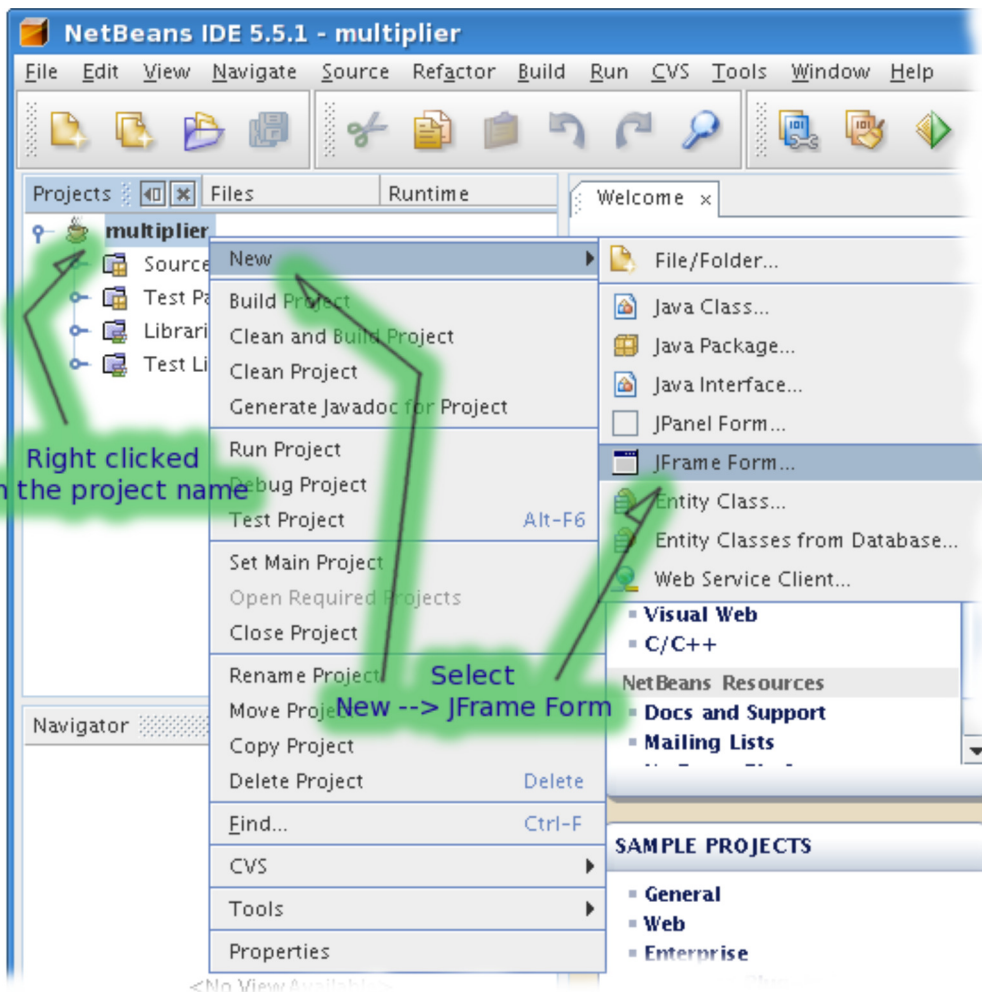 NetBeans IDE 5.5.1 - multiplier
File Edit View Navigate Source Refactor Build Run CVS Tools Window Help
Projects Files Runtime
Welcome
multiplier
Source
Test Pa
Librari
Test Li
New
Build Project
Clean and Build Project
Clean Project
Generate Javadoc for Project
Run Project
Debug Project
Test Project Alt-F6
Set Main Project
Open Required Projects
Close Project
Rename Project
Move Proje
Copy Project
Delete Project Delete
Find... Ctrl-F
CVS
Tools
Properties
File/Folder...
Java Class...
Java Package...
Java Interface...
JPanel Form...
JFrame Form...
Entity Class...
Entity Classes from Database...
Web Service Client...
Right clicked
n the project name
Select
New --> JFrame Form
Visual Web
C/C++
NetBeans Resources
Docs and Support
Mailing Lists
SAMPLE PROJECTS
General
Web
Enterprise
Navigator
<No View Available>